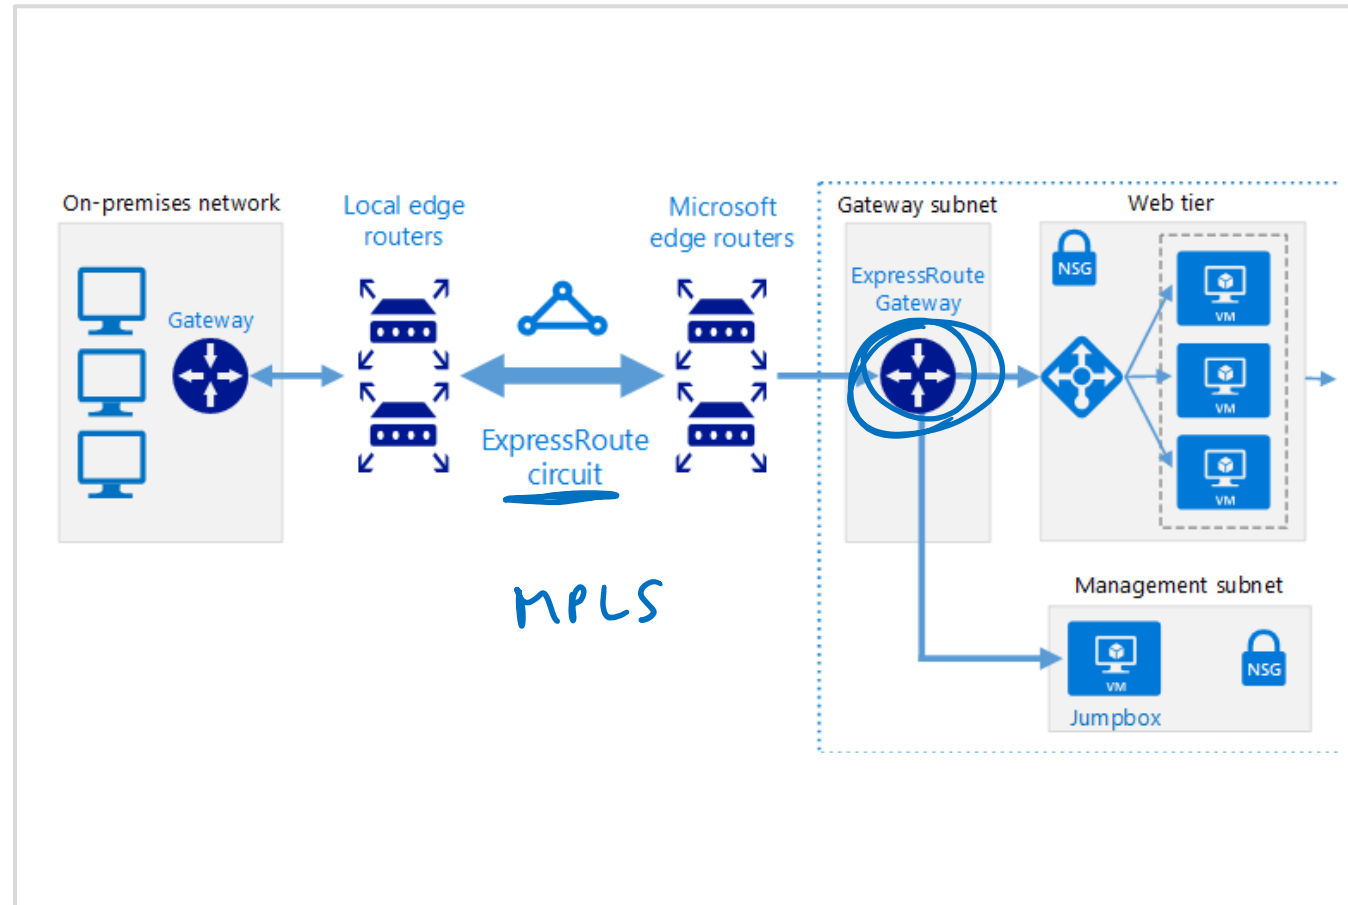 On-premises network
Gateway
Local edge
routers
ExpressRoute
circuit
MPLS
Microsoft
edge routers
Gateway subnet
ExpressRoute
Gateway
Web tier
NSG
VM
VM
VM
Management subnet
VM
NSG
Jumpbox